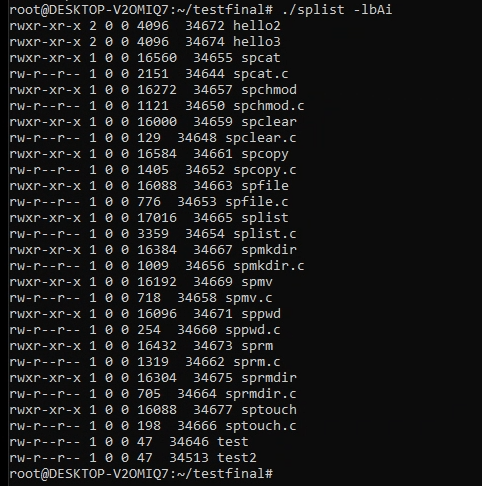 root@DESKTOP-V2OMIQ7:~/testfinal# ./splist -lbAi
rwxr-xr-x 2 0 0 4096  34672 hello2
rwxr-xr-x 2 0 0 4096  34674 hello3
rwxr-xr-x 1 0 0 16560  34655 spcat
rw-r--r-- 1 0 0 2151  34644 spcat.c
rwxr-xr-x 1 0 0 16272  34657 spchmod
rw-r--r-- 1 0 0 1121  34650 spchmod.c
rwxr-xr-x 1 0 0 16000  34659 spclear
rw-r--r-- 1 0 0 129  34648 spclear.c
rwxr-xr-x 1 0 0 16584  34661 spcopy
rw-r--r-- 1 0 0 1405  34652 spcopy.c
rwxr-xr-x 1 0 0 16088  34663 spfile
rw-r--r-- 1 0 0 776  34653 spfile.c
rwxr-xr-x 1 0 0 17016  34665 splist
rw-r--r-- 1 0 0 3359  34654 splist.c
rwxr-xr-x 1 0 0 16384  34667 spmkdir
rw-r--r-- 1 0 0 1009  34656 spmkdir.c
rwxr-xr-x 1 0 0 16192  34669 spmv
rw-r--r-- 1 0 0 718  34658 spmv.c
rwxr-xr-x 1 0 0 16096  34671 sppwd
rw-r--r-- 1 0 0 254  34660 sppwd.c
rwxr-xr-x 1 0 0 16432  34673 sprm
rw-r--r-- 1 0 0 1319  34662 sprm.c
rwxr-xr-x 1 0 0 16304  34675 sprmdir
rw-r--r-- 1 0 0 705  34664 sprmdir.c
rwxr-xr-x 1 0 0 16088  34677 sptouch
rw-r--r-- 1 0 0 198  34666 sptouch.c
rw-r--r-- 1 0 0 47  34646 test
rw-r--r-- 1 0 0 47  34513 test2
root@DESKTOP-V2OMIQ7:~/testfinal#